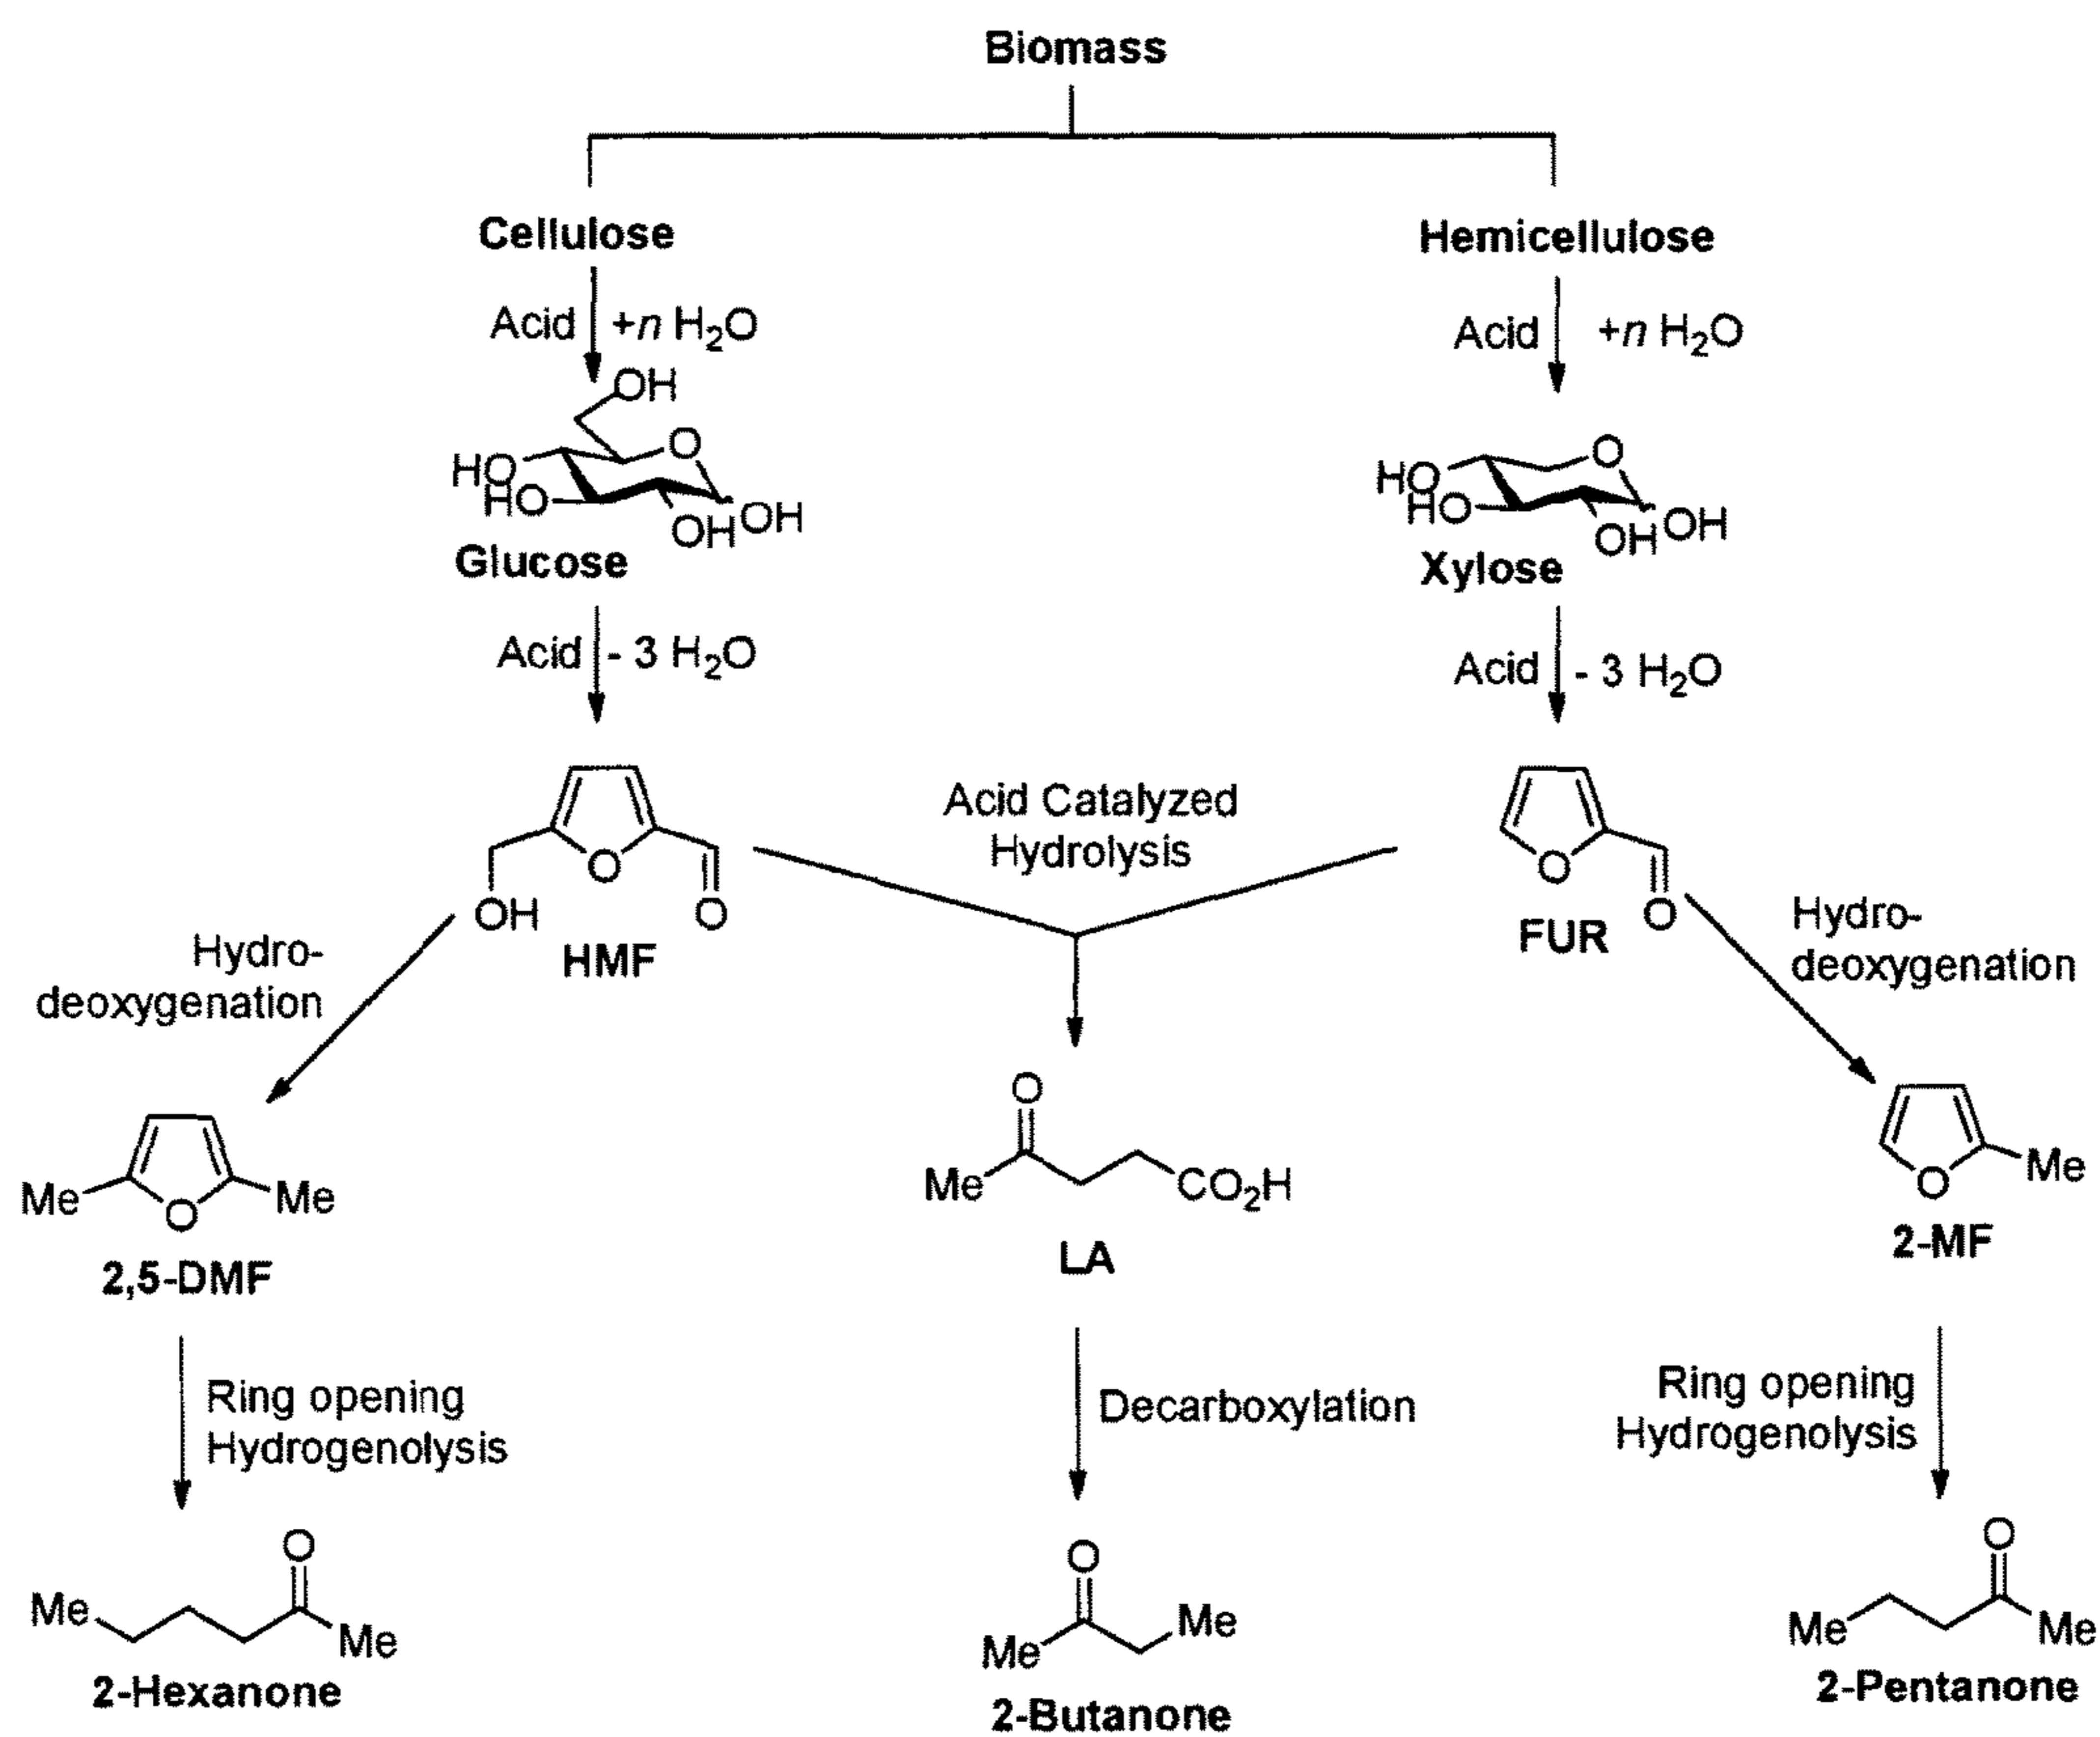 Biomass
Cellulose
Hemicellulose
Acid
+n H2O
Acid
+n H2O
OH
HO
HO
O
OH
OH
Glucose
HO
HO
O
OH
OH
Xylose
Acid
- 3 H2O
Acid
- 3 H2O
O
OH
O
HMF
Acid Catalyzed
Hydrolysis
O
O
FUR
Hydro-
deoxygenation
Hydro-
deoxygenation
Me
O
Me
2,5-DMF
O
Me
CO2H
LA
O
Me
2-MF
Ring opening
Hydrogenolysis
Decarboxylation
Ring opening
Hydrogenolysis
O
Me
Me
2-Hexanone
O
Me
Me
2-Butanone
O
Me
Me
2-Pentanone